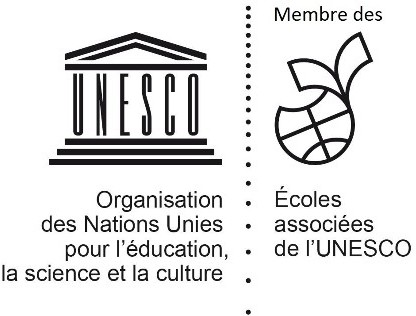 UNESCO
Organisation
des Nations Unies
pour l'éducation,
la science et la culture
Membre des
Écoles
associées
de l'UNESCO